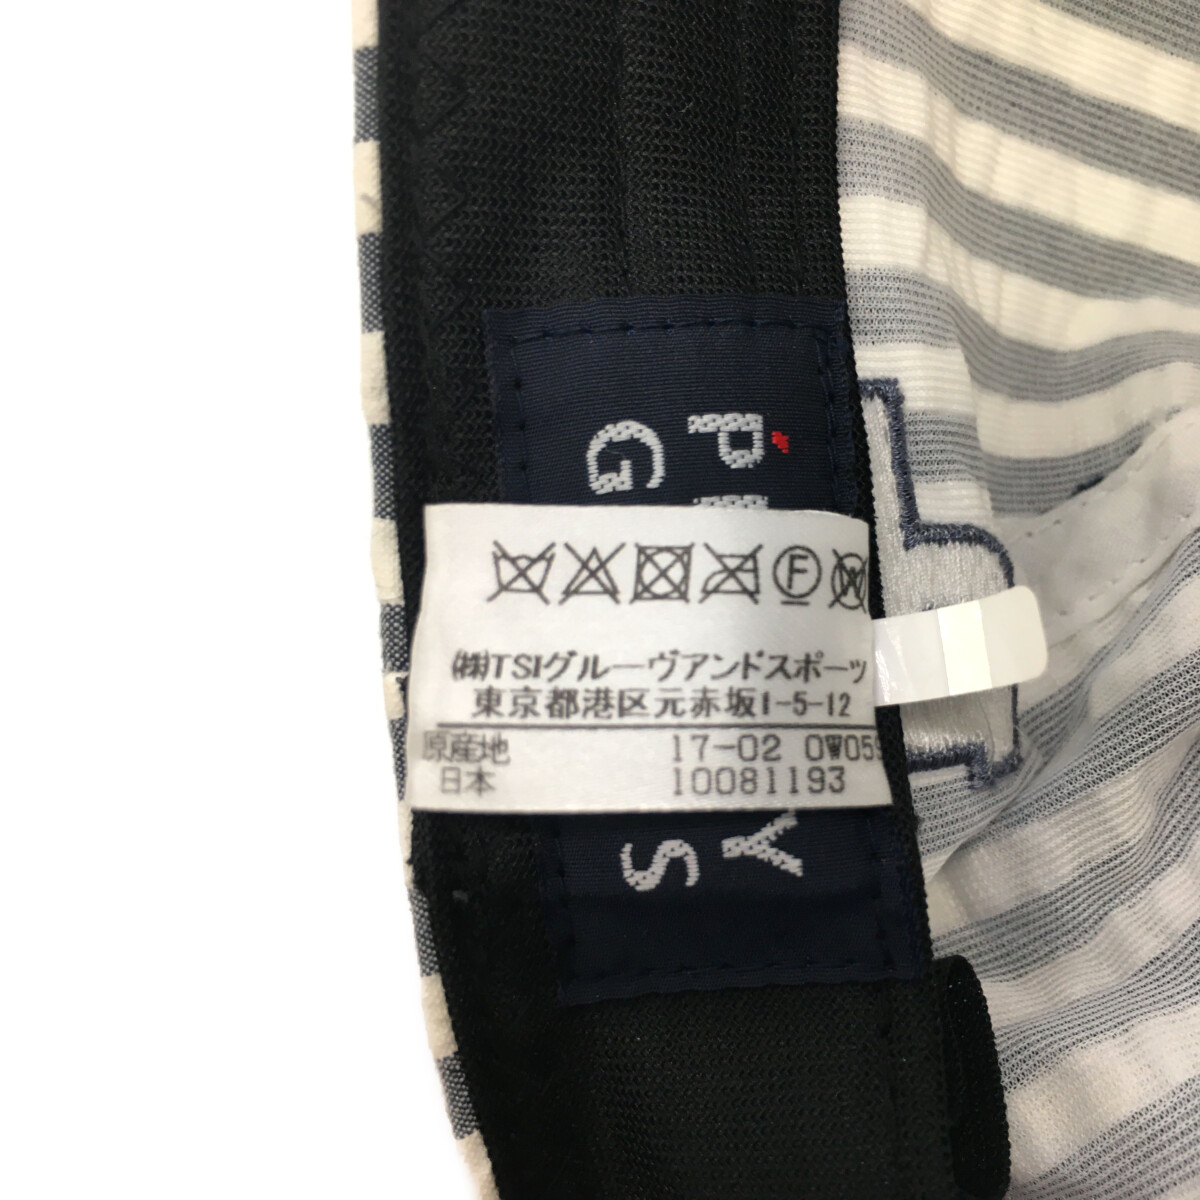 F W
(株)TSIグルーヴアンドスポーツ
東京都港区元赤坂1-5-12
原産地 17-02 0W059
日本 10081193